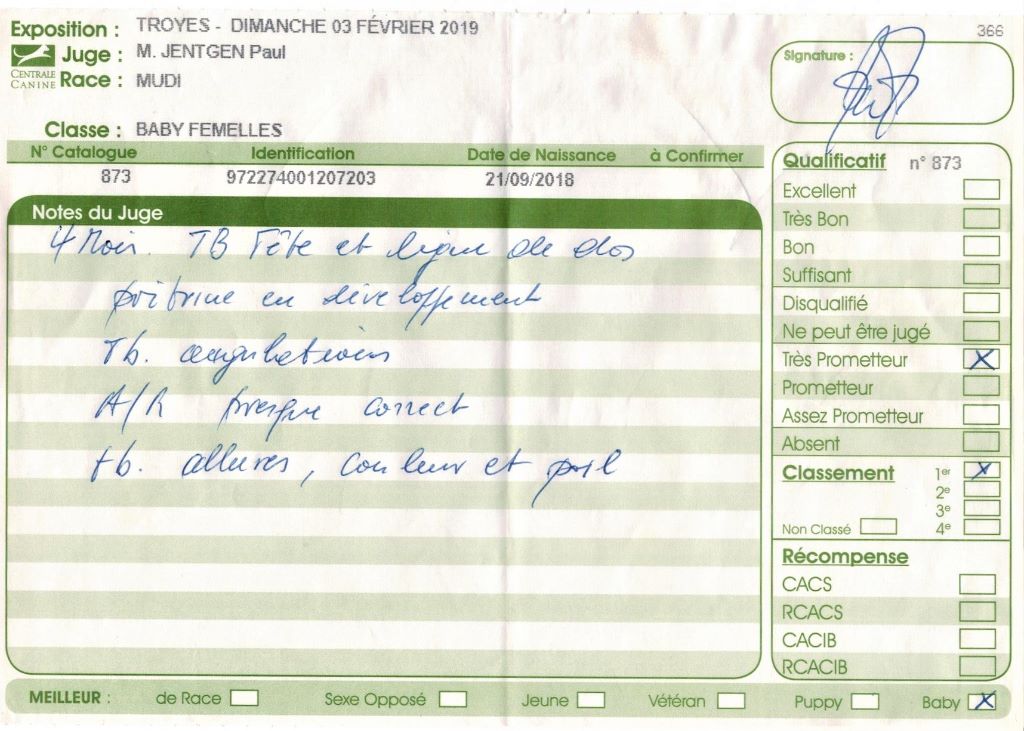 Exposition : TROYES - DIMANCHE 03 FÉVRIER 2019
366
CENTRALE CANINE
Juge : M. JENTGEN Paul
Race : MUDI
Signature :
Classe : BABY FEMELLES
N° Catalogue Identification Date de Naissance à Confirmer
873 972274001207203 21/09/2018
Notes du Juge
4 Mois. TB Tête et ligne de dos
poitrine en développement
Tb. angulations
A/R presque correct
tb. allures, couleur et poil
Qualificatif n° 873
Excellent
Très Bon
Bon
Suffisant
Disqualifié
Ne peut être jugé
Très Prometteur X
Prometteur
Assez Prometteur
Absent
Classement 1er X
2e
3e
Non Classé 4e
Récompense
CACS
RCACS
CACIB
RCACIB
MEILLEUR : de Race Sexe Opposé Jeune Vétéran Puppy Baby X